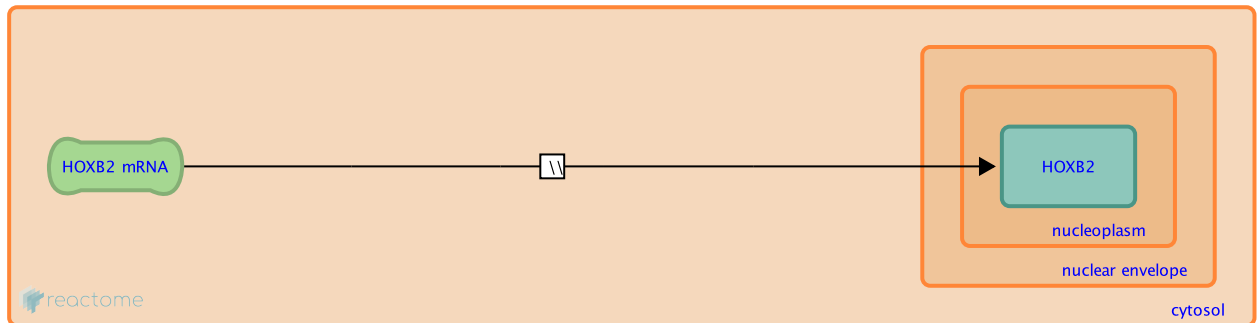 HOXB2 mRNA
\\
HOXB2
nucleoplasm
nuclear envelope
reactome
cytosol